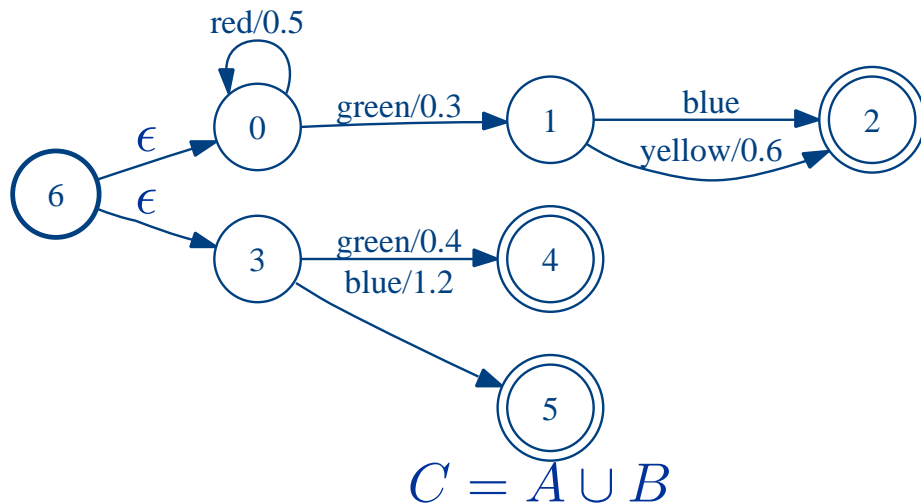 red/0.5
green/0.3
blue
0
1
2
ϵ
yellow/0.6
6
ϵ
green/0.4
3
4
blue/1.2
5
C = A ∪ B